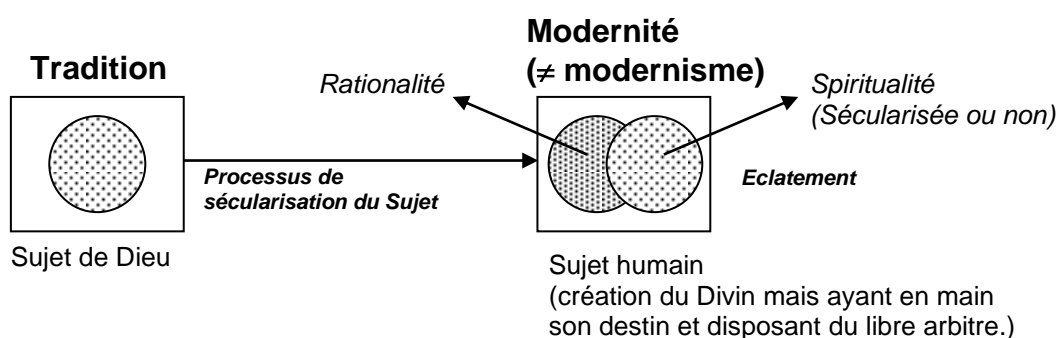 Tradition
Modernité
(≠ modernisme)
Rationalité
Spiritualité
(Sécularisée ou non)
Processus de
sécularisation du Sujet
Eclatement
Sujet de Dieu
Sujet humain
(création du Divin mais ayant en main
son destin et disposant du libre arbitre.)